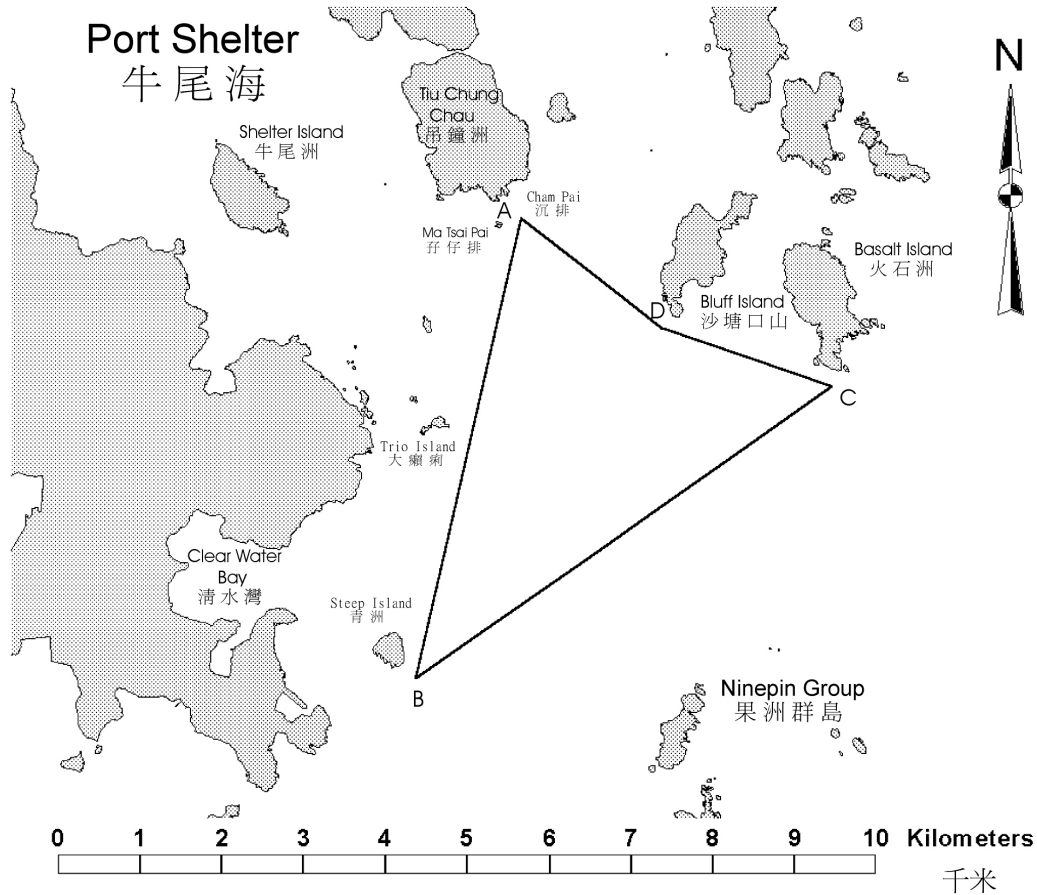 Port Shelter
牛尾海
N
Tiu Chung
Chau
吊鐘洲
Shelter Island
牛尾洲
A
Cham Pai
沉排
Ma Tsai Pai
孖仔排
Basalt Island
火石洲
D
Bluff Island
沙塘口山
C
Trio Island
大癩痢
Clear Water
Bay
清水灣
Steep Island
青洲
B
Ninepin Group
果洲群島
0 1 2 3 4 5 6 7 8 9 10 Kilometers
千米